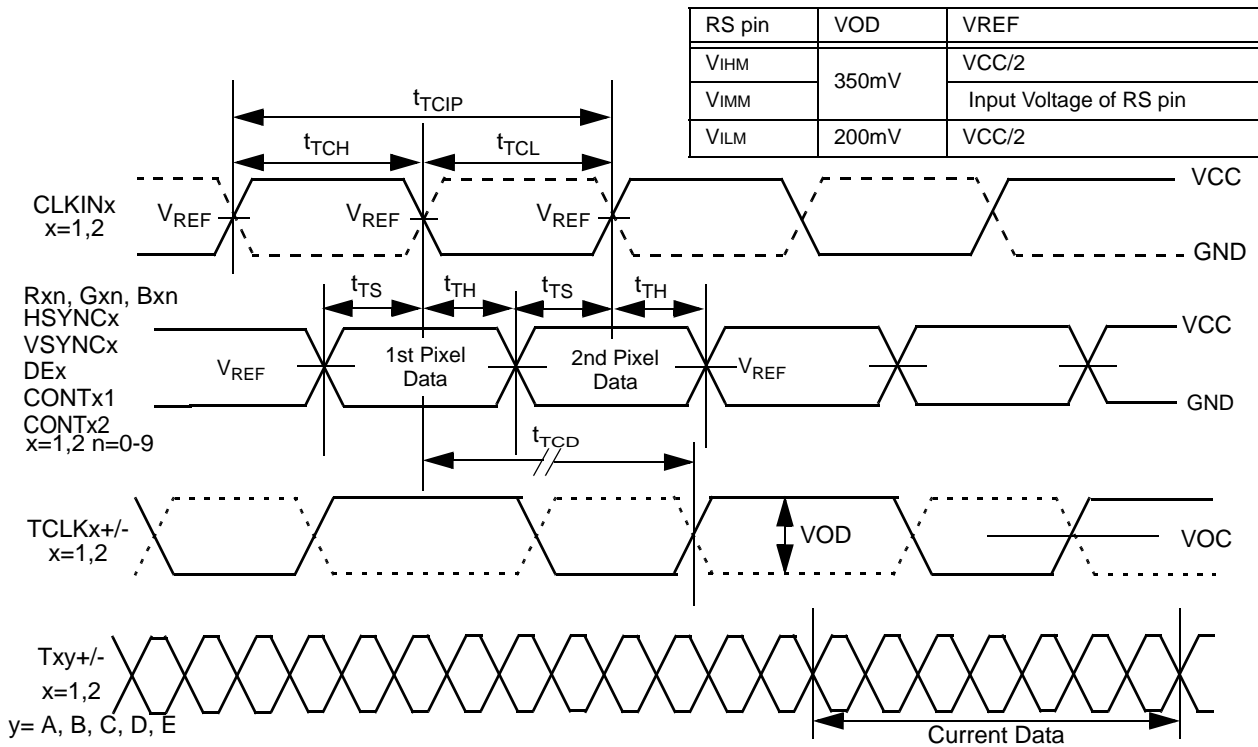 RS pin VOD VREF
VIHM 350mV VCC/2
VIMM Input Voltage of RS pin
VILM 200mV VCC/2
tTCIP
tTCH tTCL
CLKINx
x=1,2
VREF VREF VREF
VCC
GND
tTS tTH tTS tTH
Rxn, Gxn, Bxn
HSYNCx
VSYNCx
DEx
CONTx1
CONTx2
x=1,2 n=0-9
VREF
1st Pixel
Data
2nd Pixel
Data
VREF
VCC
GND
tTCD
TCLKx+/-
x=1,2
VOD
VOC
Txy+/-
x=1,2
y= A, B, C, D, E
Current Data